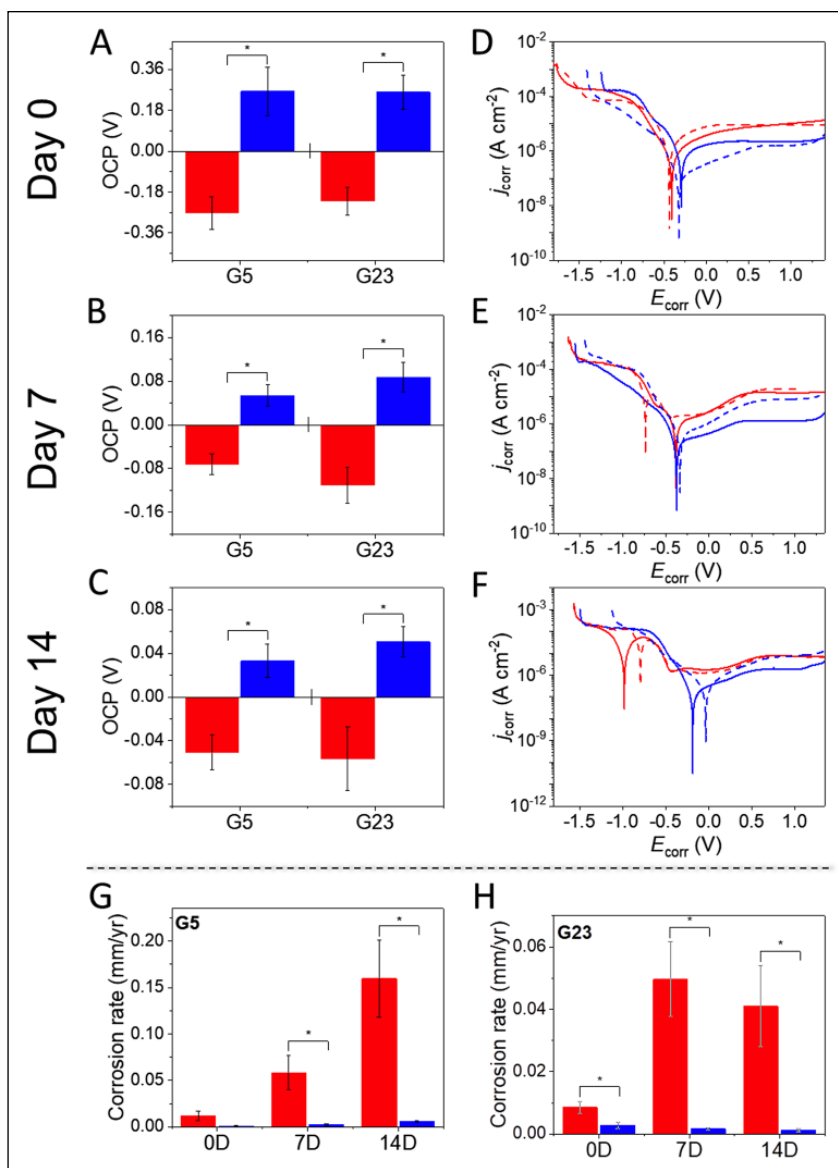 Day 0
A
OCP (V)
0.36
0.18
0.00
-0.18
-0.36
*
*
G5
G23
D
j corr (A cm-2)
10-4
10-6
10-8
10-10
-1.5 -1.0 -0.5 0.0 0.5 1.0
Ecorr (V)
Day 7
B
OCP (V)
0.16
0.08
0.00
-0.08
-0.16
*
*
G5
G23
E
jcorr (A cm-2)
10-2
10-4
10-6
10-8
10-10
-1.5 -1.0 -0.5 0.0 0.5 1.0
Ecorr (V)
Day 14
C
OCP (V)
0.08
0.04
0.00
-0.04
-0.08
*
*
G5
G23
F
jcorr (A cm-2)
10-3
10-6
10-9
10-12
-1.5 -1.0 -0.5 0.0 0.5 1.0
Ecorr (V)
G
G5
Corrosion rate (mm/yr)
0.20
0.15
0.10
0.05
0.00
*
*
0D 7D 14D
H
G23
Corrosion rate (mm/yr)
0.06
0.04
0.02
0.00
*
*
*
0D 7D 14D